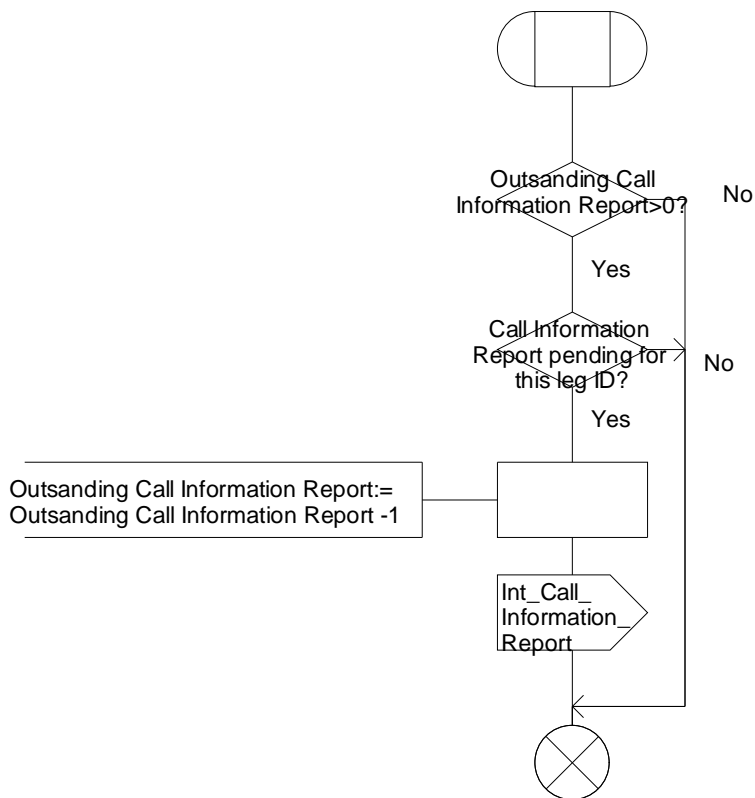 Outsanding Call
Information Report>0?
No
Yes
Call Information
Report pending for
this leg ID?
No
Yes
Outsanding Call Information Report:=
Outsanding Call Information Report -1
Int_Call_
Information_
Report